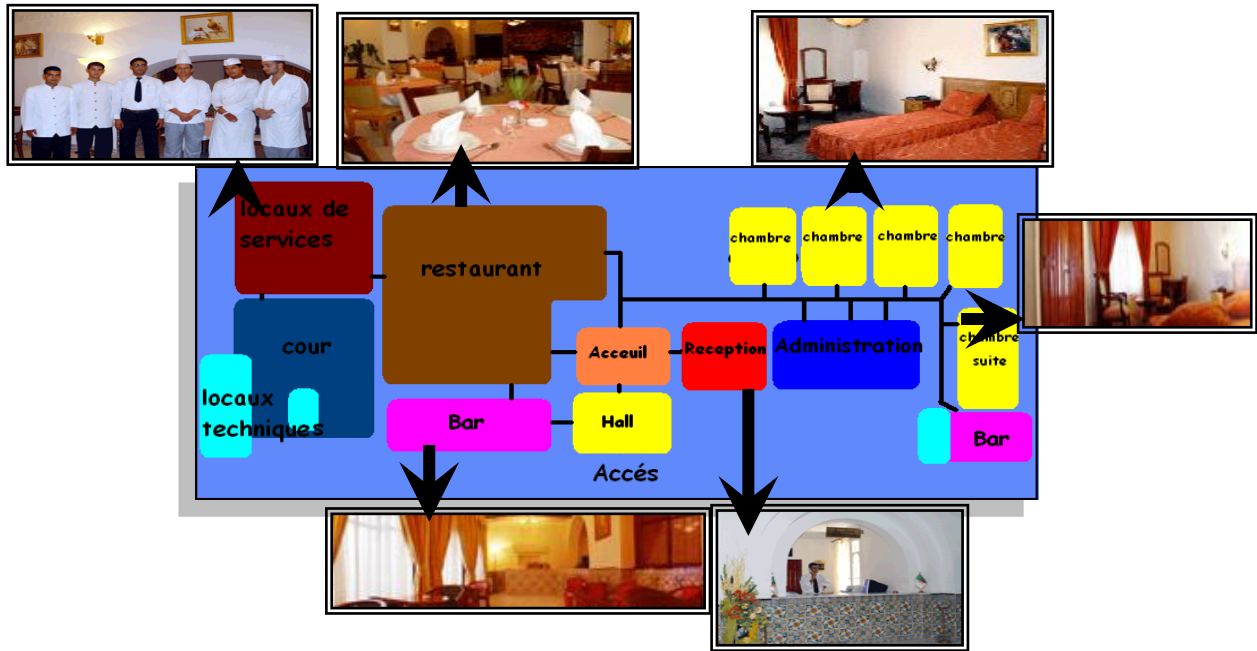 locaux de
services
restaurant
chambre
chambre
chambre
chambre
cour
Acceuil
Reception
Administration
chambre
suite
locaux
techniques
Bar
Hall
Bar
Accés